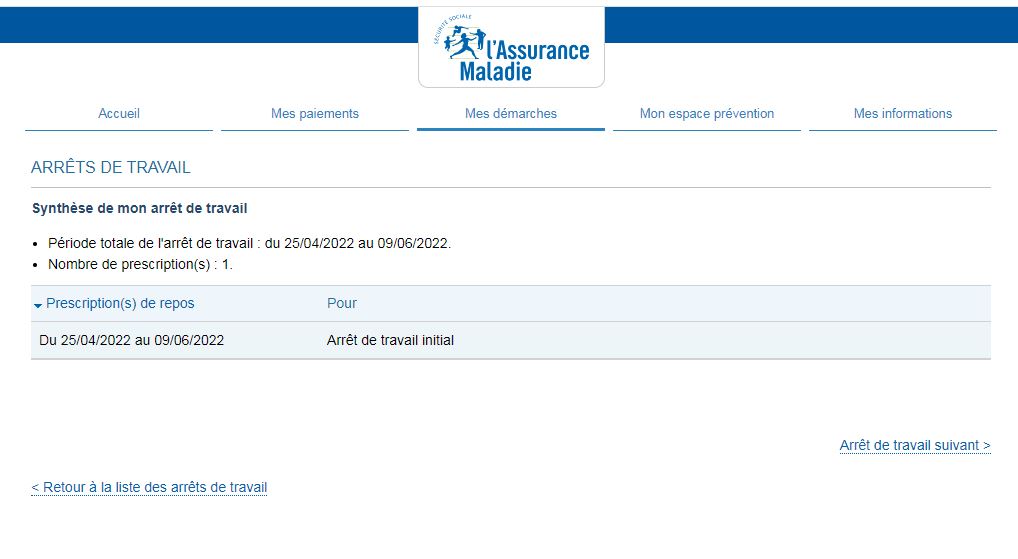 SÉCURITÉ SOCIALE
l'Assurance
Maladie
Accueil
Mes paiements
Mes démarches
Mon espace prévention
Mes informations
ARRÊTS DE TRAVAIL
Synthèse de mon arrêt de travail
• Période totale de l'arrêt de travail : du 25/04/2022 au 09/06/2022.
• Nombre de prescription(s) : 1.
Prescription(s) de repos Pour
Du 25/04/2022 au 09/06/2022 Arrêt de travail initial
Arrêt de travail suivant >
< Retour à la liste des arrêts de travail